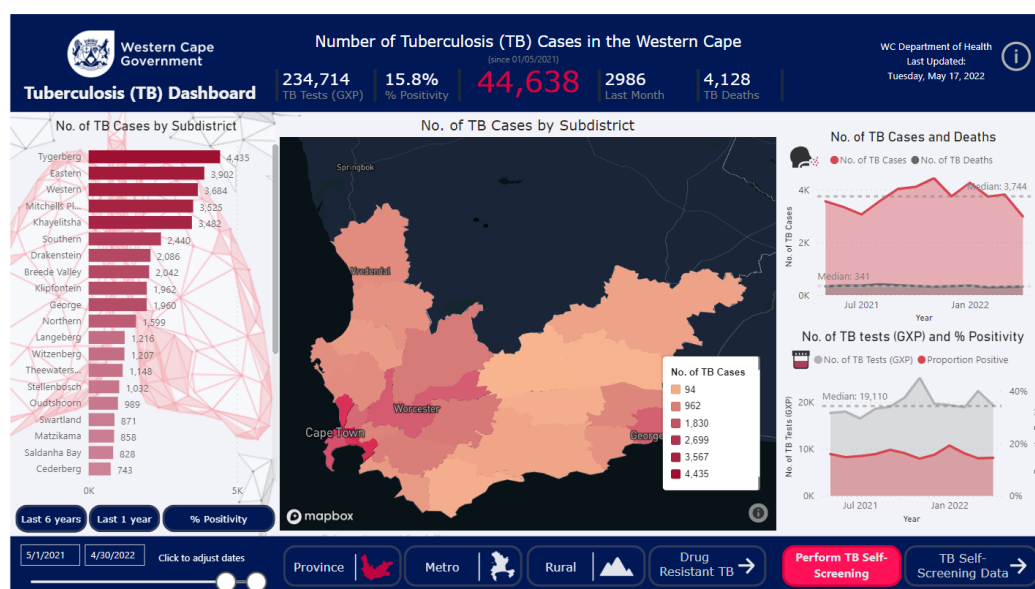 Western Cape
Government
Tuberculosis (TB) Dashboard
Number of Tuberculosis (TB) Cases in the Western Cape
(since 01/05/2021)
234,714
TB Tests (GXP)
15.8%
% Positivity
44,638
2986
Last Month
4,128
TB Deaths
WC Department of Health
Last Updated:
Tuesday, May 17, 2022
No. of TB Cases by Subdistrict
Tygerberg 4,435
Eastern 3,902
Western 3,684
Mitchells Pl... 3,525
Khayelitsha 3,482
Southern 2,440
Drakenstein 2,086
Breede Valley 2,042
Klipfontein 1,962
George 1,960
Northern 1,599
Langeberg 1,216
Witzenberg 1,207
Theewaters... 1,148
Stellenbosch 1,032
Oudtshoorn 989
Swartland 871
Matzikama 858
Saldanha Bay 828
Cederberg 743
0K 5K
Last 6 years
Last 1 year
% Positivity
No. of TB Cases by Subdistrict
Springbok
Vredendal
Worcester
Cape Town
George
No. of TB Cases
94
962
1,830
2,699
3,567
4,435
mapbox
No. of TB Cases and Deaths
No. of TB Cases No. of TB Deaths
Median: 3,744
4K
2K
0K
No. of TB Cases
Median: 341
Jul 2021 Jan 2022
Year
No. of TB tests (GXP) and % Positivity
No. of TB Tests (GXP) Proportion Positive
Median: 19,110
20K
10K
0K
No. of TB Tests (GXP)
40%
20%
0%
Jul 2021 Jan 2022
Year
5/1/2021
4/30/2022
Click to adjust dates
Province
Metro
Rural
Drug
Resistant TB
Perform TB Self-
Screening
TB Self-
Screening Data